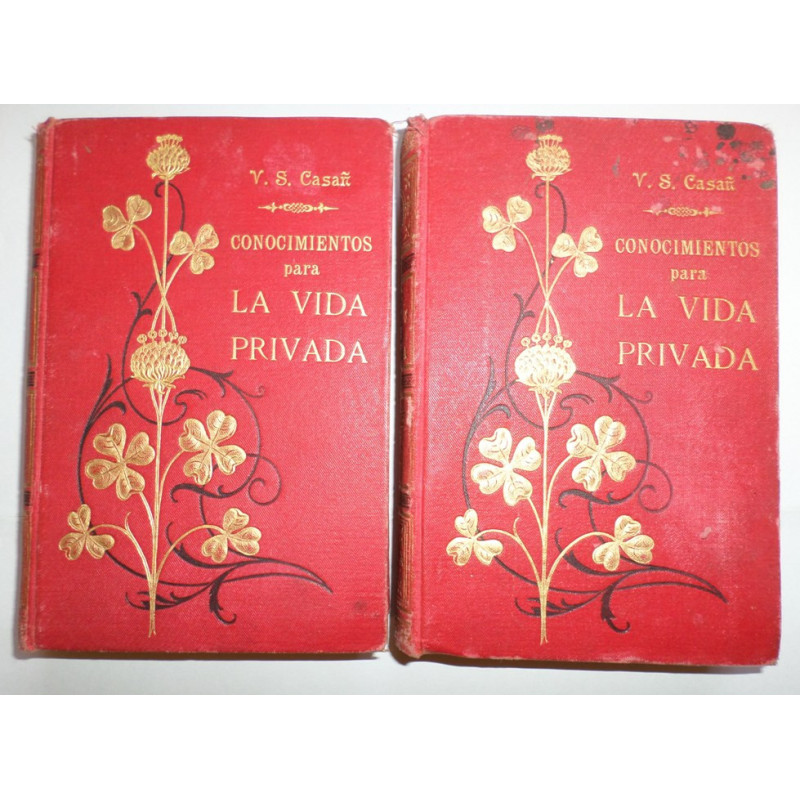 V. S. Casañ
CONOCIMIENTOS
para
LA VIDA
PRIVADA
V. S. Casañ
CONOCIMIENTOS
para
LA VIDA
PRIVADA